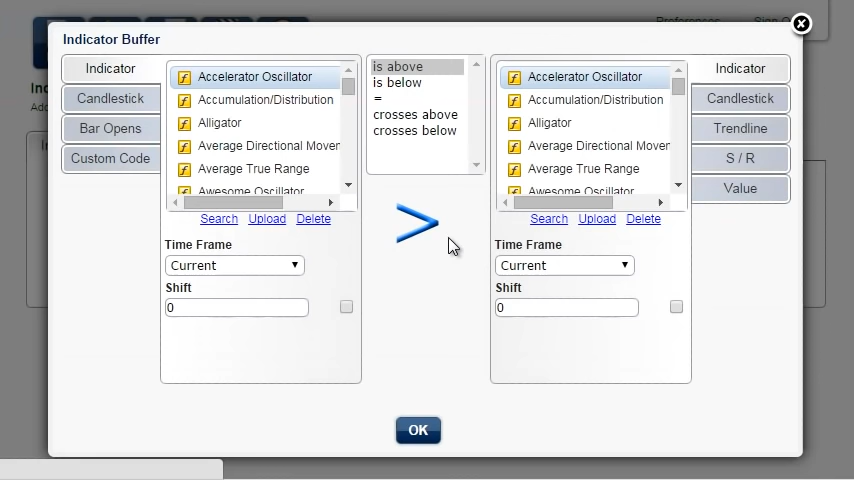 Preferences
Indicator Buffer
Indicator
Candlestick
Bar Opens
Custom Code
Accelerator Oscillator
Accumulation/Distribution
Alligator
Average Directional Movem
Average True Range
Awesome Oscillator
Search Upload Delete
Time Frame
Current
Shift
0
is above
is below
=
crosses above
crosses below
>
Accelerator Oscillator
Accumulation/Distribution
Alligator
Average Directional Movem
Average True Range
Awesome Oscillator
Search Upload Delete
Time Frame
Current
Shift
0
Indicator
Candlestick
Trendline
S / R
Value
OK